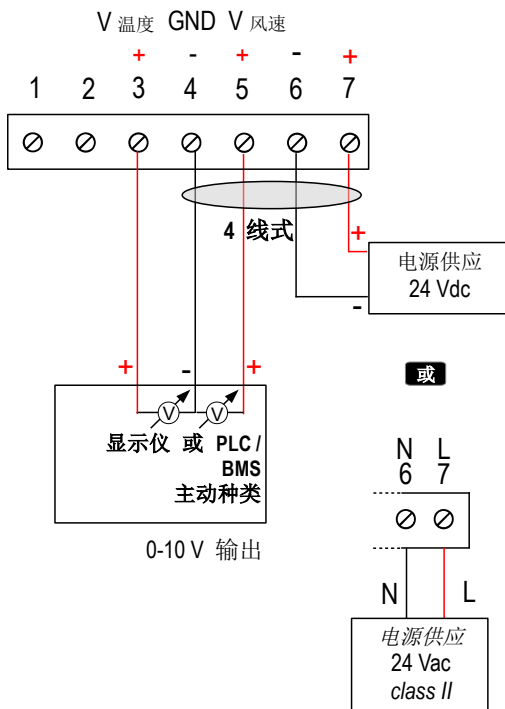 V 温度 GND V 风速
+ - + - +
1 2 3 4 5 6 7
4 线式
+
电源供应
24 Vdc
-
+ - +
V V
显示仪 或 PLC /
BMS
主动种类
0-10 V 输出
或
N L
6 7
N L
电源供应
24 Vac
class II